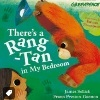 GREENPEACE
There's a
Rang-
Tan
in My Bedroom
James Sellick
Frann Preston-Gannon